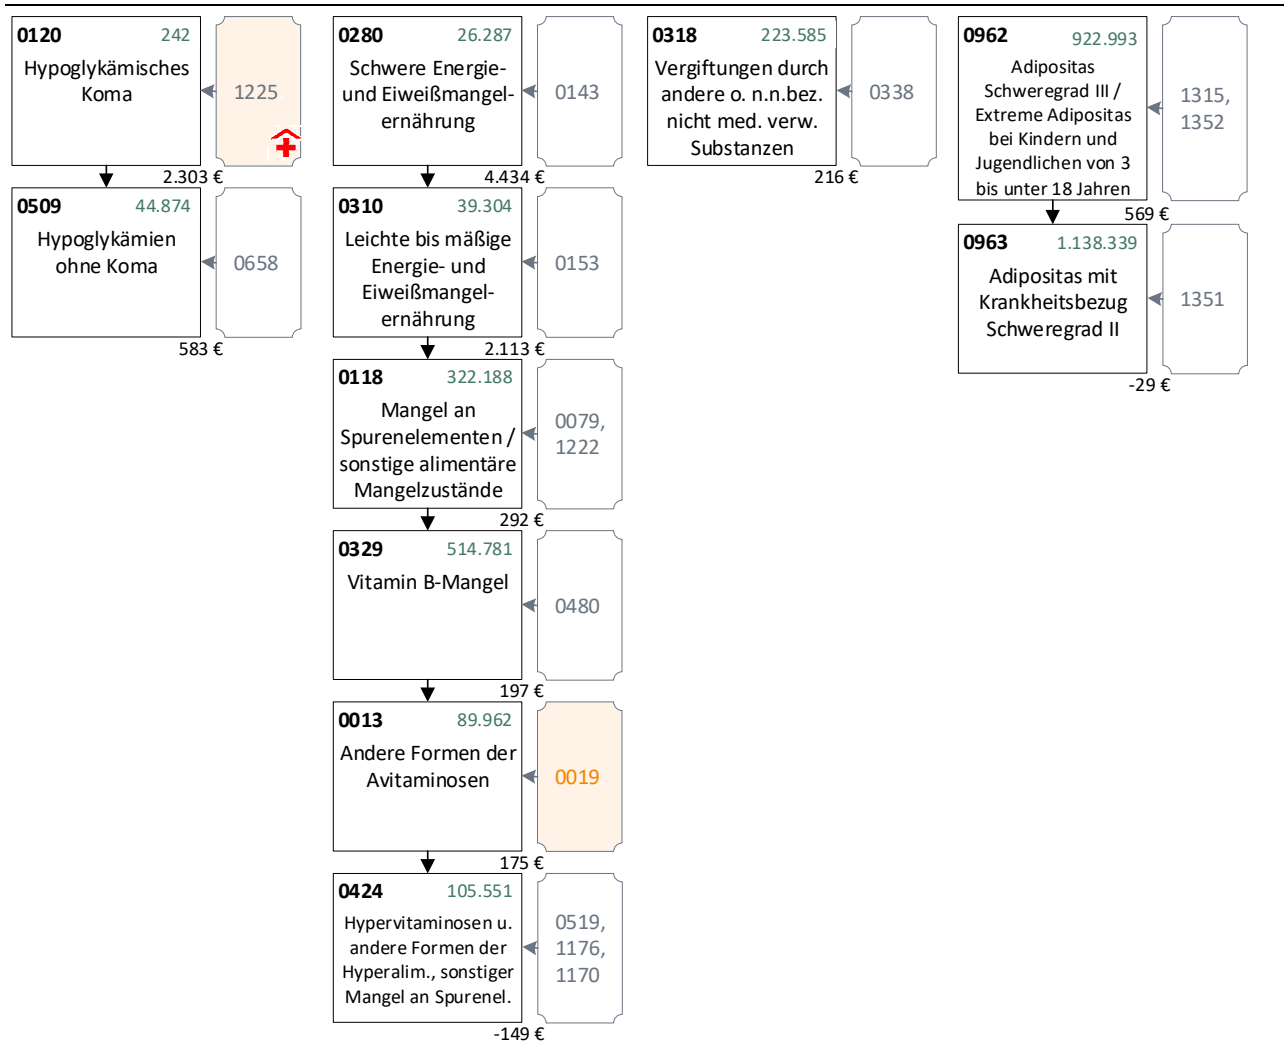 0120 242
Hypoglykämisches
Koma
1225
2.303 €
0509 44.874
Hypoglykämien
ohne Koma
0658
583 €
0280 26.287
Schwere Energie-
und Eiweißmangel-
ernährung
0143
4.434 €
0310 39.304
Leichte bis mäßige
Energie- und
Eiweißmangel-
ernährung
0153
2.113 €
0118 322.188
Mangel an
Spurenelementen /
sonstige alimentäre
Mangelzustände
0079,
1222
292 €
0329 514.781
Vitamin B-Mangel
0480
197 €
0013 89.962
Andere Formen der
Avitaminosen
0019
175 €
0424 105.551
Hypervitaminosen u.
andere Formen der
Hyperalim., sonstiger
Mangel an Spurenel.
0519,
1176,
1170
-149 €
0318 223.585
Vergiftungen durch
andere o. n.n.bez.
nicht med. verw.
Substanzen
0338
216 €
0962 922.993
Adipositas
Schweregrad III /
Extreme Adipositas
bei Kindern und
Jugendlichen von 3
bis unter 18 Jahren
1315,
1352
569 €
0963 1.138.339
Adipositas mit
Krankheitsbezug
Schweregrad II
1351
-29 €